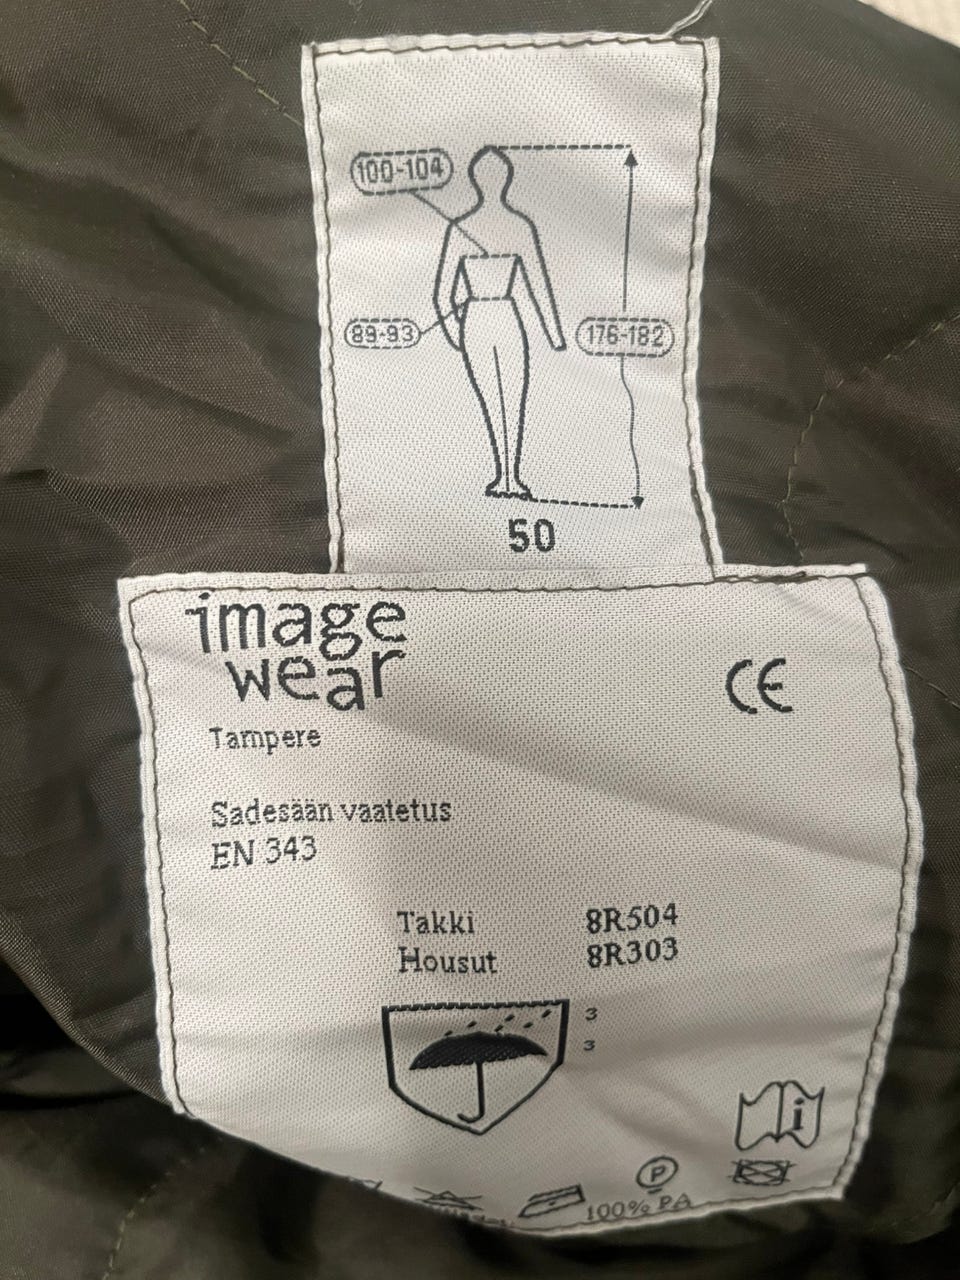 100-104
89-93
176-182
50
image
wear
CE
Tampere
Sadesään vaatetus
EN 343
Takki 8R504
Housut 8R303
3
3
i
P
100% PA